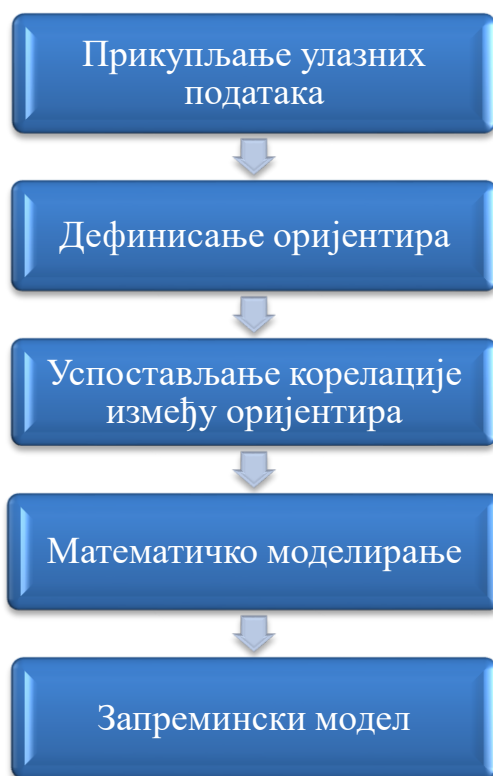 Прикупљање улазних
података
Дефинисање оријентира
Успостављање корелације
између оријентира
Математичко моделирање
Запремински модел